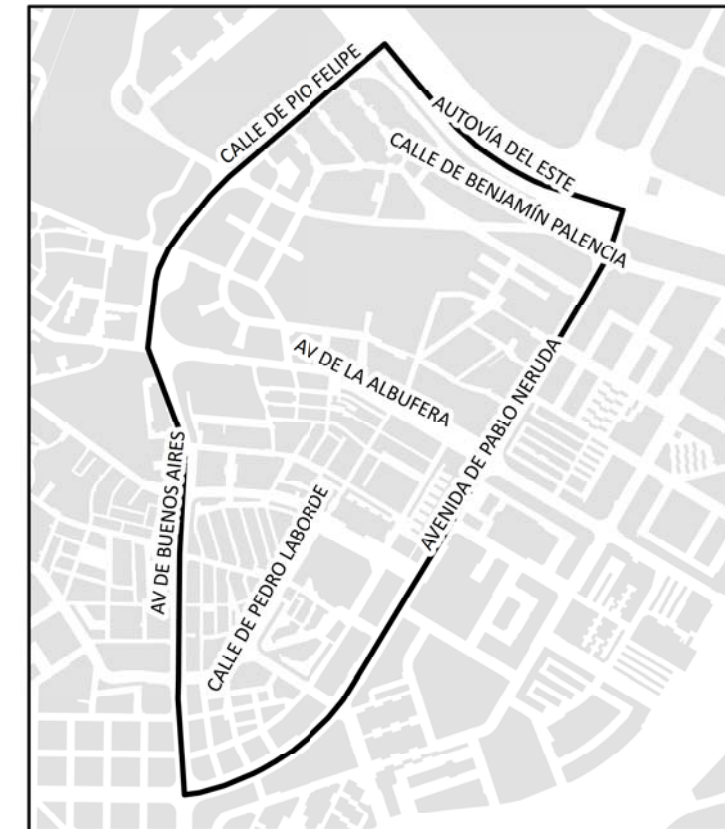 CALLE DE PIO FELIPE
AUTOVÍA DEL ESTE
CALLE DE BENJAMÍN PALENCIA
AV DE LA ALBUFERA
AVENIDA DE PABLO NERUDA
AV DE BUENOS AIRES
CALLE DE PEDRO LABORDE